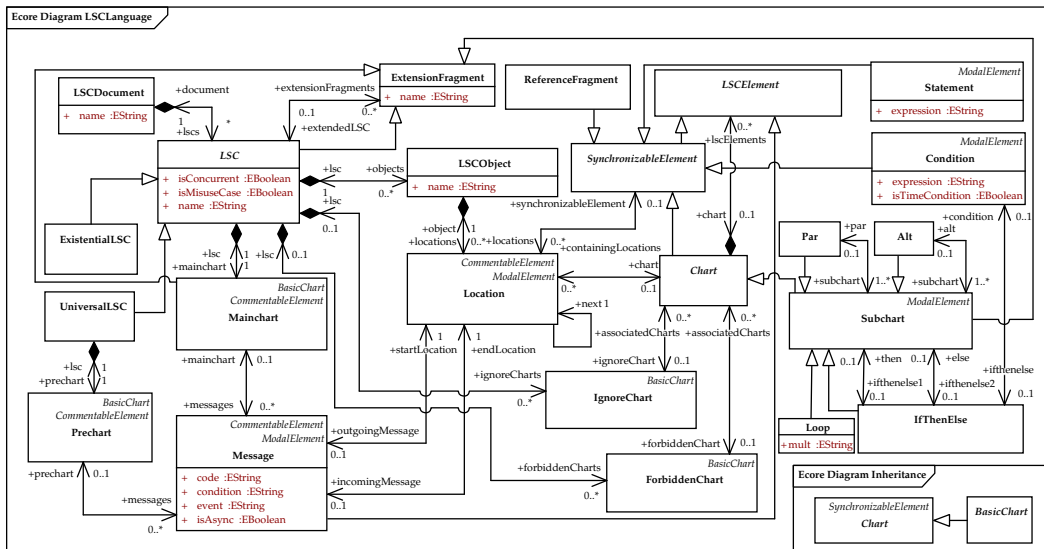 Ecore Diagram LSCLanguage
LSCDocument
+ name :EString
+document
1
+lscs
*
ExtensionFragment
+ name :EString
+extensionFragments
0..1
0..*
+extendedLSC
ReferenceFragment
LSCElement
0..*
+lscElements
ModalElement
Statement
+ expression :EString
LSC
+ isConcurrent :EBoolean
+ isMisuseCase :EBoolean
+ name :EString
+lsc
1
+objects
0..*
LSCObject
+ name :EString
SynchronizableElement
+synchronizableElement
0..1
ModalElement
Condition
+ expression :EString
+ isTimeCondition :EBoolean
+condition
0..1
+lsc
0..1
+object
1
+locations
0..*
+locations
0..*
+chart
0..1
ExistentialLSC
+lsc
1
+mainchart
1
+lsc
0..1
CommentableElement
ModalElement
Location
+containingLocations
0..*
+chart
0..1
Chart
Par
+par
0..1
Alt
+alt
0..1
+subchart
1..*
+subchart
1..*
UniversalLSC
BasicChart
CommentableElement
Mainchart
+next 1
0..*
0..*
+associatedCharts
+associatedCharts
ModalElement
Subchart
+mainchart
0..1
+startLocation
1
1
+endLocation
+ignoreChart
0..1
0..1
+then
0..1
+else
+lsc
1
+prechart
1
+ignoreCharts
0..*
BasicChart
IgnoreChart
+ifthenelse1
0..1
+ifthenelse2
0..1
+ifthenelse
0..1
BasicChart
CommentableElement
Prechart
+messages
0..*
Loop
+ mult :EString
IfThenElse
CommentableElement
ModalElement
Message
+ code :EString
+ condition :EString
+ event :EString
+ isAsync :EBoolean
+outgoingMessage
0..1
+incomingMessage
0..1
+forbiddenChart
0..1
+forbiddenCharts
0..*
BasicChart
ForbiddenChart
+prechart
0..1
+messages
0..*
Ecore Diagram Inheritance
SynchronizableElement
Chart
BasicChart